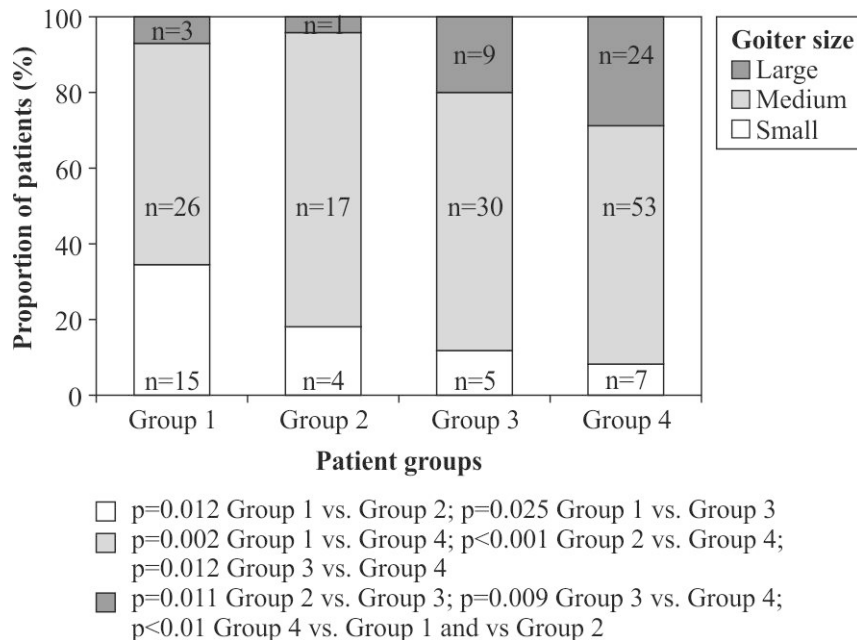 100
80
60
40
20
0
Proportion of patients (%)
n=3
n=26
n=15
n=1
n=17
n=4
n=9
n=30
n=5
n=24
n=53
n=7
Group 1
Group 2
Group 3
Group 4
Patient groups
Goiter size
Large
Medium
Small
p=0.012 Group 1 vs. Group 2; p=0.025 Group 1 vs. Group 3
p=0.002 Group 1 vs. Group 4; p<0.001 Group 2 vs. Group 4;
p=0.012 Group 3 vs. Group 4
p=0.011 Group 2 vs. Group 3; p=0.009 Group 3 vs. Group 4;
p<0.01 Group 4 vs. Group 1 and vs Group 2